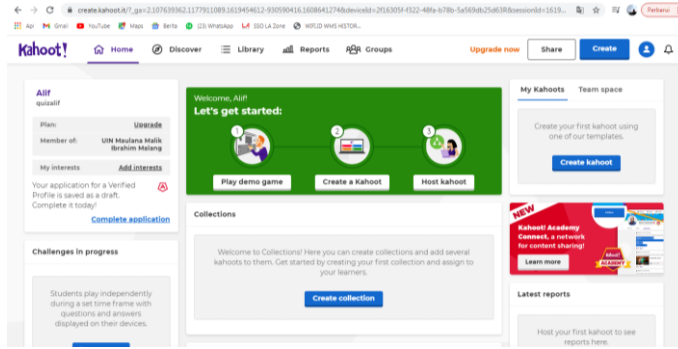 create.kahoot.it/?_ga=2.107639362.1177911089.1619454612-930590416.1608641274&deviceId=2f16305f-f322-48fa-b78b-5a569db25d63R&sessionId=1619...
Perbarui
Api
Gmail
YouTube
Maps
Berita
(23) WhatsApp
SSO LA Zone
Kahoot!
Home
Discover
Library
Reports
Groups
Upgrade now
Share
Create
Alif
quizalif
Plan: Upgrade
Member of: UIN Maulana Malik
Ibrahim Malang
My interests Add interests
Your application for a Verified
Profile is saved as a draft.
Complete it today!
Complete application
Challenges in progress
Students play independently
during a set time frame with
questions and answers
displayed on their devices.
Welcome, Alif!
Let's get started:
1
2
3
Play demo game
Create a Kahoot
Host kahoot
Collections
Welcome to Collections! Here you can create collections and add several
kahoots to them. Get started by creating your first collection and assign to
your learners.
Create collection
My Kahoots
Team space
Create your first kahoot using
one of our templates.
Create kahoot
NEW
Kahoot! Academy
Connect, a network
for content sharing!
Learn more
Kahoot!
ACADEMY
Latest reports
Host your first kahoot to see
reports here.